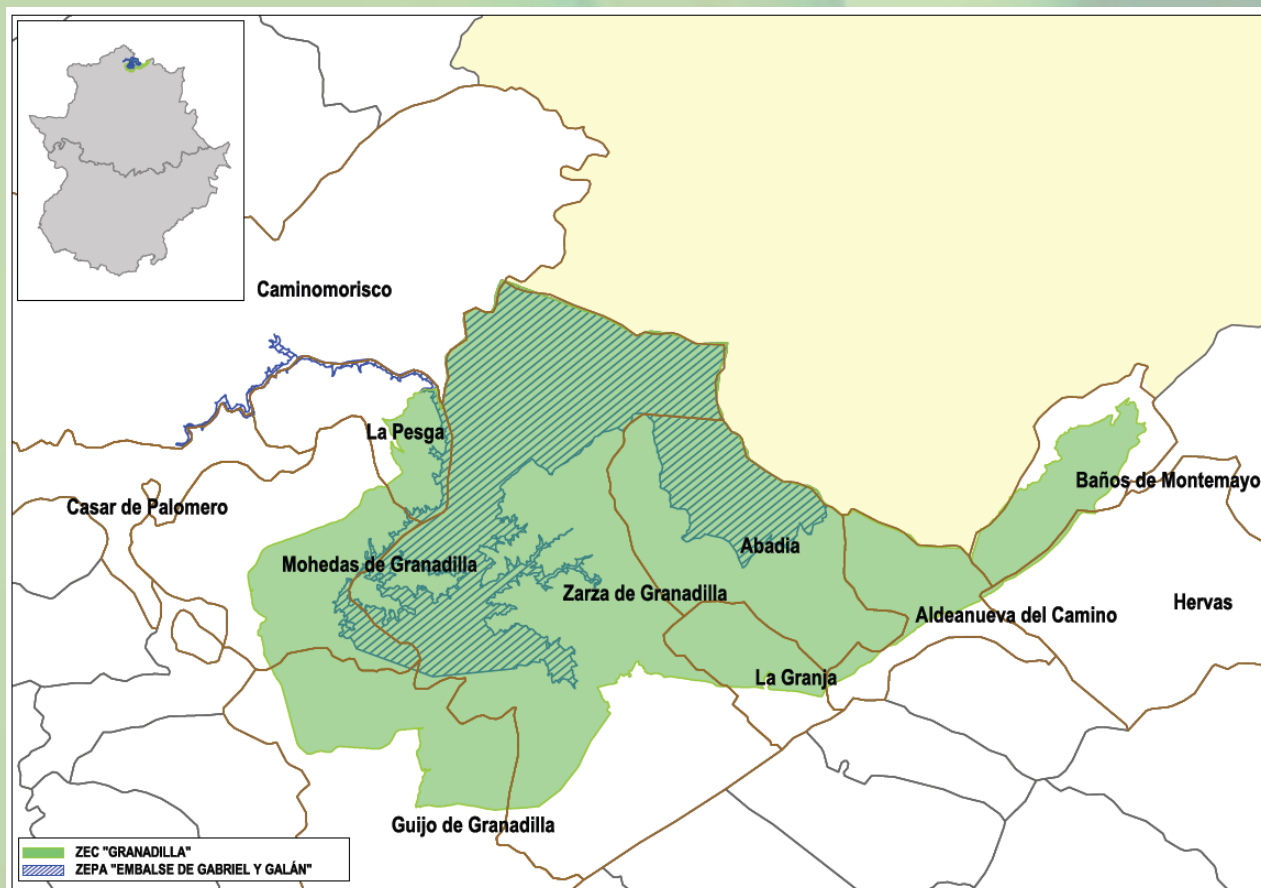 Caminomorisco
La Pesga
Baños de Montemayo
Casar de Palomero
Abadia
Mohedas de Granadilla
Zarza de Granadilla
Hervas
Aldeanueva del Camino
La Granja
Guijo de Granadilla
ZEC "GRANADILLA"
ZEPA "EMBALSE DE GABRIEL Y GALÁN"